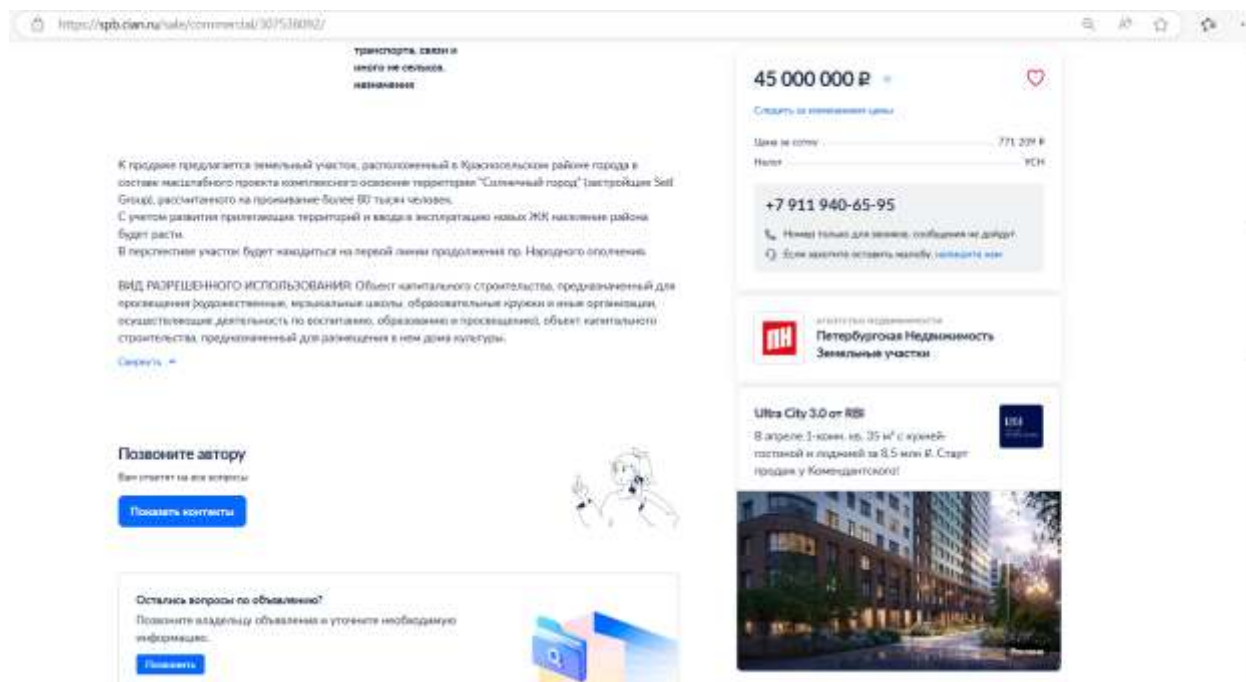 https://spb.cian.ru/sale/commercial/307538092/
транспорта, связи и
иного не сельхоз.
назначения
45 000 000 ₽
Следить за изменением цены
Цена за сотку 771 209 ₽
Налог УСН
К продаже предлагается земельный участок, расположенный в Красносельском районе города в
составе масштабного проекта комплексного освоения территории "Солнечный город" (застройщик Setl
Group), рассчитанного на проживание более 80 тысяч человек.
С учетом развития прилегающих территорий и ввода в эксплуатацию новых ЖК население района
будет расти.
В перспективе участок будет находиться на первой линии продолжения пр. Народного ополчения.
ВИД РАЗРЕШЕННОГО ИСПОЛЬЗОВАНИЯ: Объект капитального строительства, предназначенный для
просвещения (художественные, музыкальные школы, образовательные кружки и иные организации,
осуществляющие деятельность по воспитанию, образованию и просвещению), объект капитального
строительства, предназначенный для размещения в нем дома культуры.
Свернуть
+7 911 940-65-95
Номер только для звонков, сообщения не дойдут
Если захотите оставить жалобу, напишите нам
ПН
АГЕНТСТВО НЕДВИЖИМОСТИ
Петербургская Недвижимость
Земельные участки
Ultra City 3.0 от RBI
RBI
В апреле 1-комн. кв. 35 м² с кухней-
гостиной и лоджией за 8,5 млн ₽. Старт
продаж у Комендантского!
Позвоните автору
Вам ответят на все вопросы
Показать контакты
Остались вопросы по объявлению?
Позвоните владельцу объявления и уточните необходимую
информацию.
Позвонить